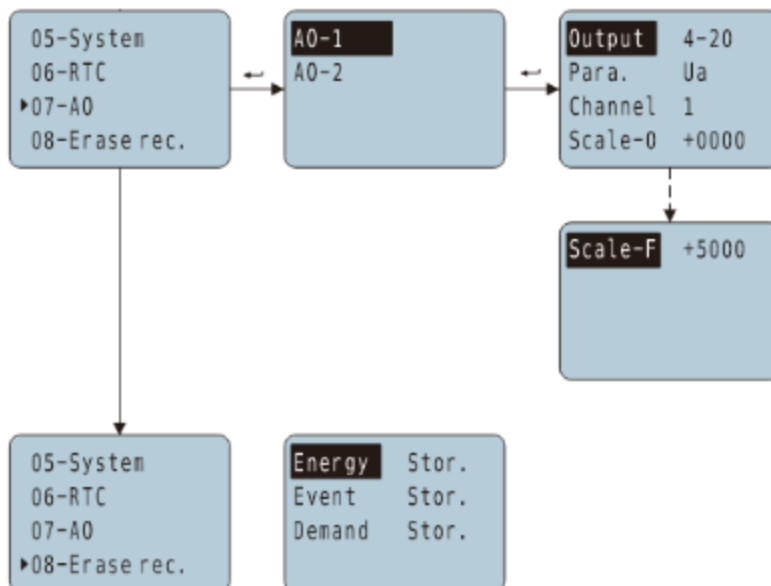 05-System
06-RTC
07-AO
08-Erase rec.
AO-1
AO-2
Output 4-20
Para. Ua
Channel 1
Scale-0 +0000
Scale-F +5000
05-System
06-RTC
07-AO
08-Erase rec.
Energy Stor.
Event Stor.
Demand Stor.